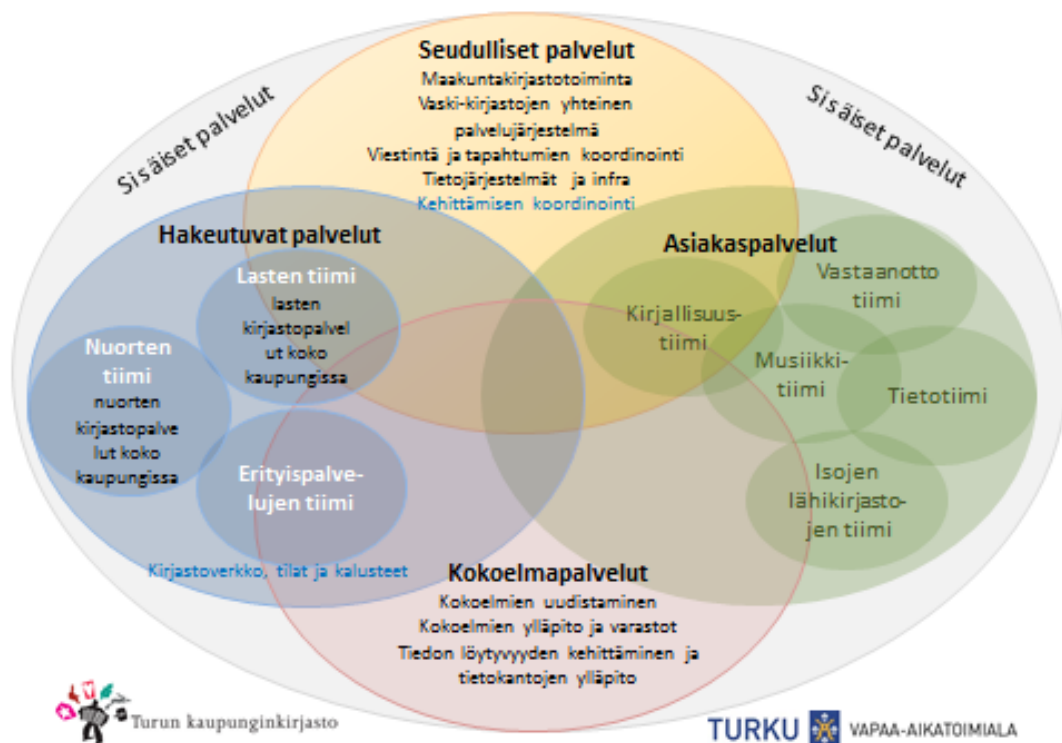 Seudulliset palvelut
Maakuntakirjastotoiminta
Vaski-kirjastojen yhteinen
palvelujärjestelmä
Viestintä ja tapahtumien koordinointi
Tietojärjestelmät ja infra
Kehittämisen koordinointi
Sisäiset palvelut
Sisäiset palvelut
Hakeutuvat palvelut
Lasten tiimi
lasten
kirjastopalvel
ut koko
kaupungissa
Nuorten
tiimi
nuorten
kirjastopalve
lut koko
kaupungissa
Erityispalve-
lujen tiimi
Kirjastoverkko, tilat ja kalusteet
Asiakaspalvelut
Vastaanotto
tiimi
Kirjallisuus-
tiimi
Musiikki-
tiimi
Tietotiimi
Isojen
lähikirjasto-
jen tiimi
Kokoelmapalvelut
Kokoelmien uudistaminen
Kokoelmien ylläpito ja varastot
Tiedon löytyvyyden kehittäminen ja
tietokantojen ylläpito
Turun kaupunginkirjasto
TURKU VAPAA-AIKATOIMIALA